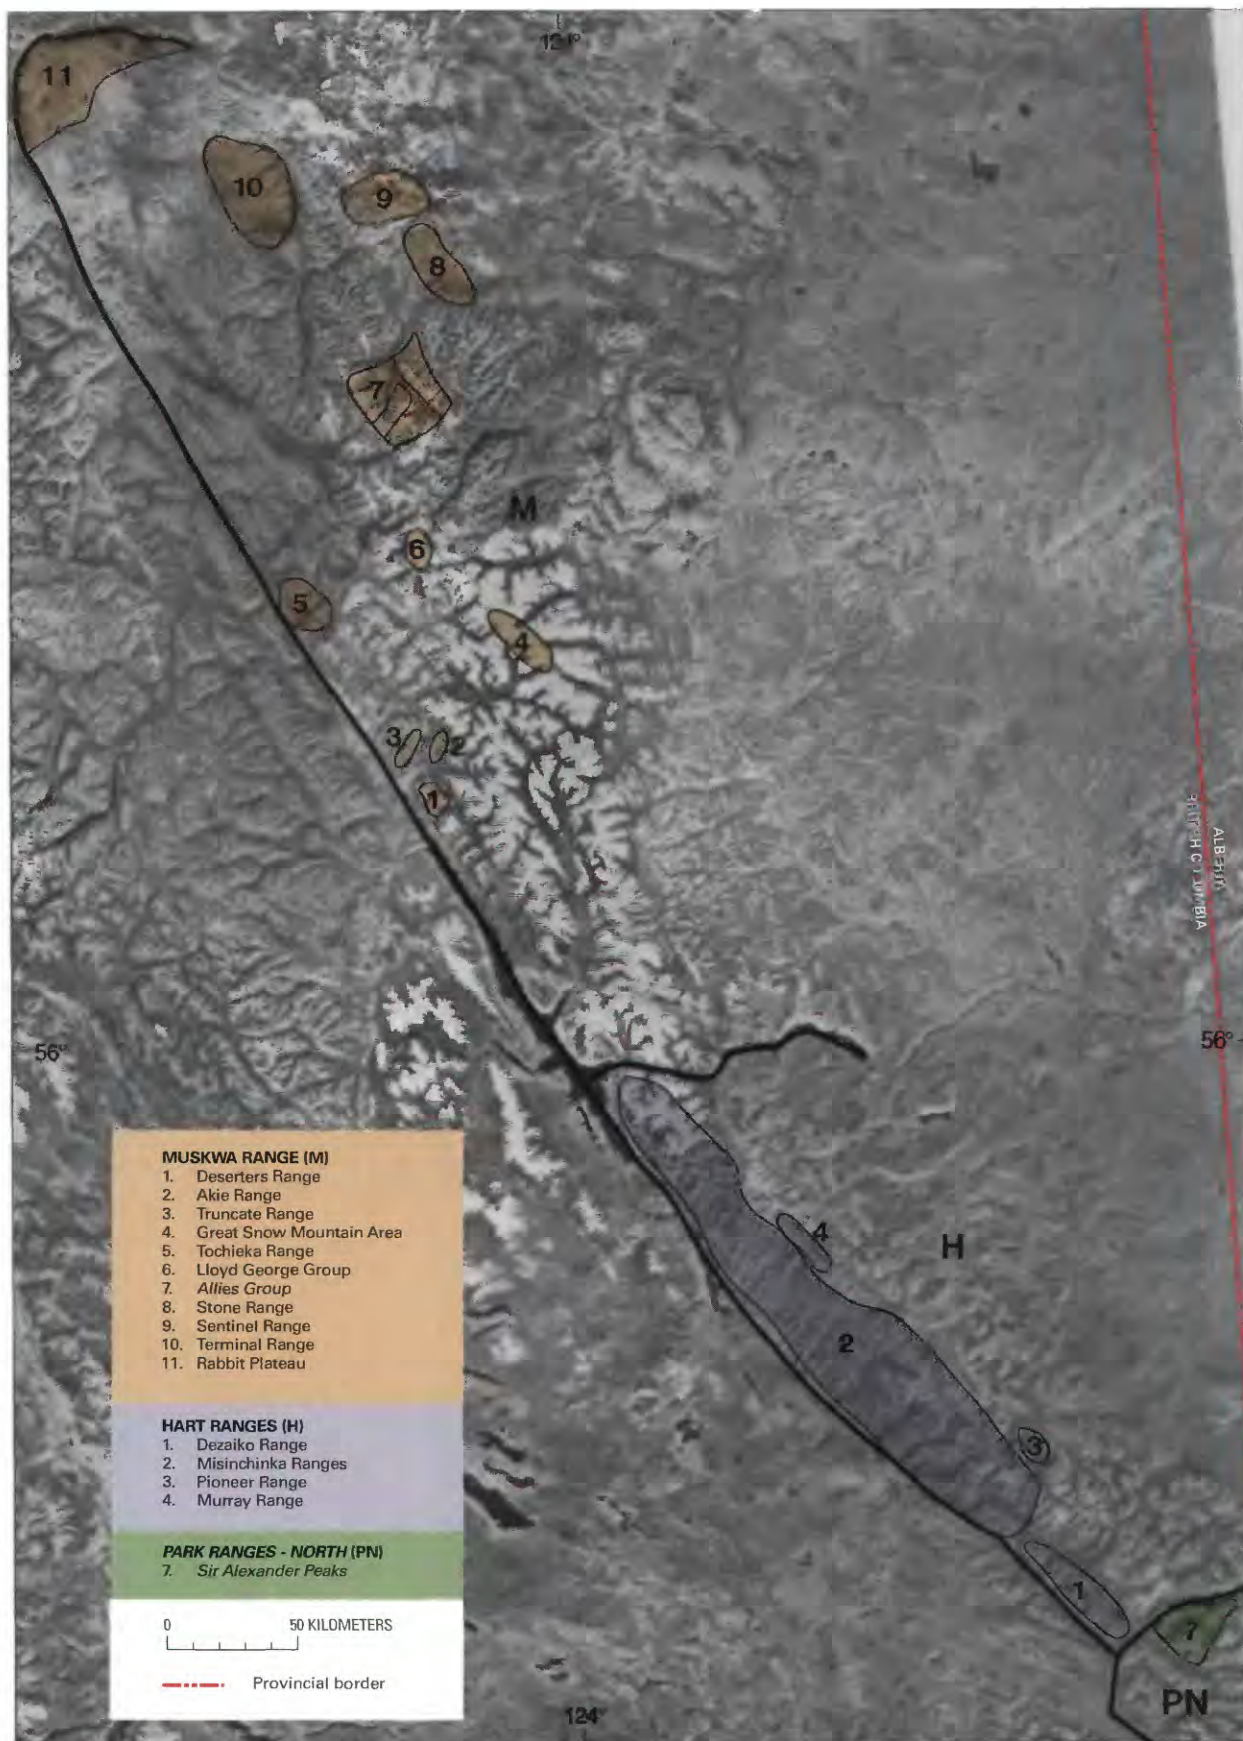 124°
11
10
9
8
7
M
6
5
4
3
2
1
ALBERTA
BRITISH COLUMBIA
56°
56°
4
H
2
3
1
7
PN
MUSKWA RANGE (M)
1. Deserters Range
2. Akie Range
3. Truncate Range
4. Great Snow Mountain Area
5. Tochieka Range
6. Lloyd George Group
7. Allies Group
8. Stone Range
9. Sentinel Range
10. Terminal Range
11. Rabbit Plateau
HART RANGES (H)
1. Dezaiko Range
2. Misinchinka Ranges
3. Pioneer Range
4. Murray Range
PARK RANGES - NORTH (PN)
7. Sir Alexander Peaks
0 50 KILOMETERS
Provincial border
124°